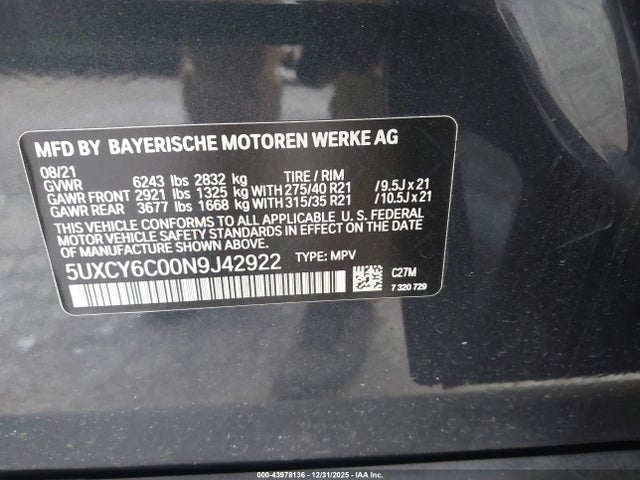 MFD BY BAYERISCHE MOTOREN WERKE AG
08/21
GVWR 6243 lbs 2832 kg TIRE / RIM
GAWR FRONT 2921 lbs 1325 kg WITH 275/40 R21 /9.5J x 21
GAWR REAR 3677 lbs 1668 kg WITH 315/35 R21 /10.5J x 21
THIS VEHICLE CONFORMS TO ALL APPLICABLE U. S. FEDERAL
MOTOR VEHICLE SAFETY STANDARDS IN EFFECT ON THE DATE
OF MANUFACTURE SHOWN ABOVE.
5UXCY6C00N9J42922 TYPE: MPV
C27M
7 320 729
000-43978136 - 12/31/2025 - IAA Inc.